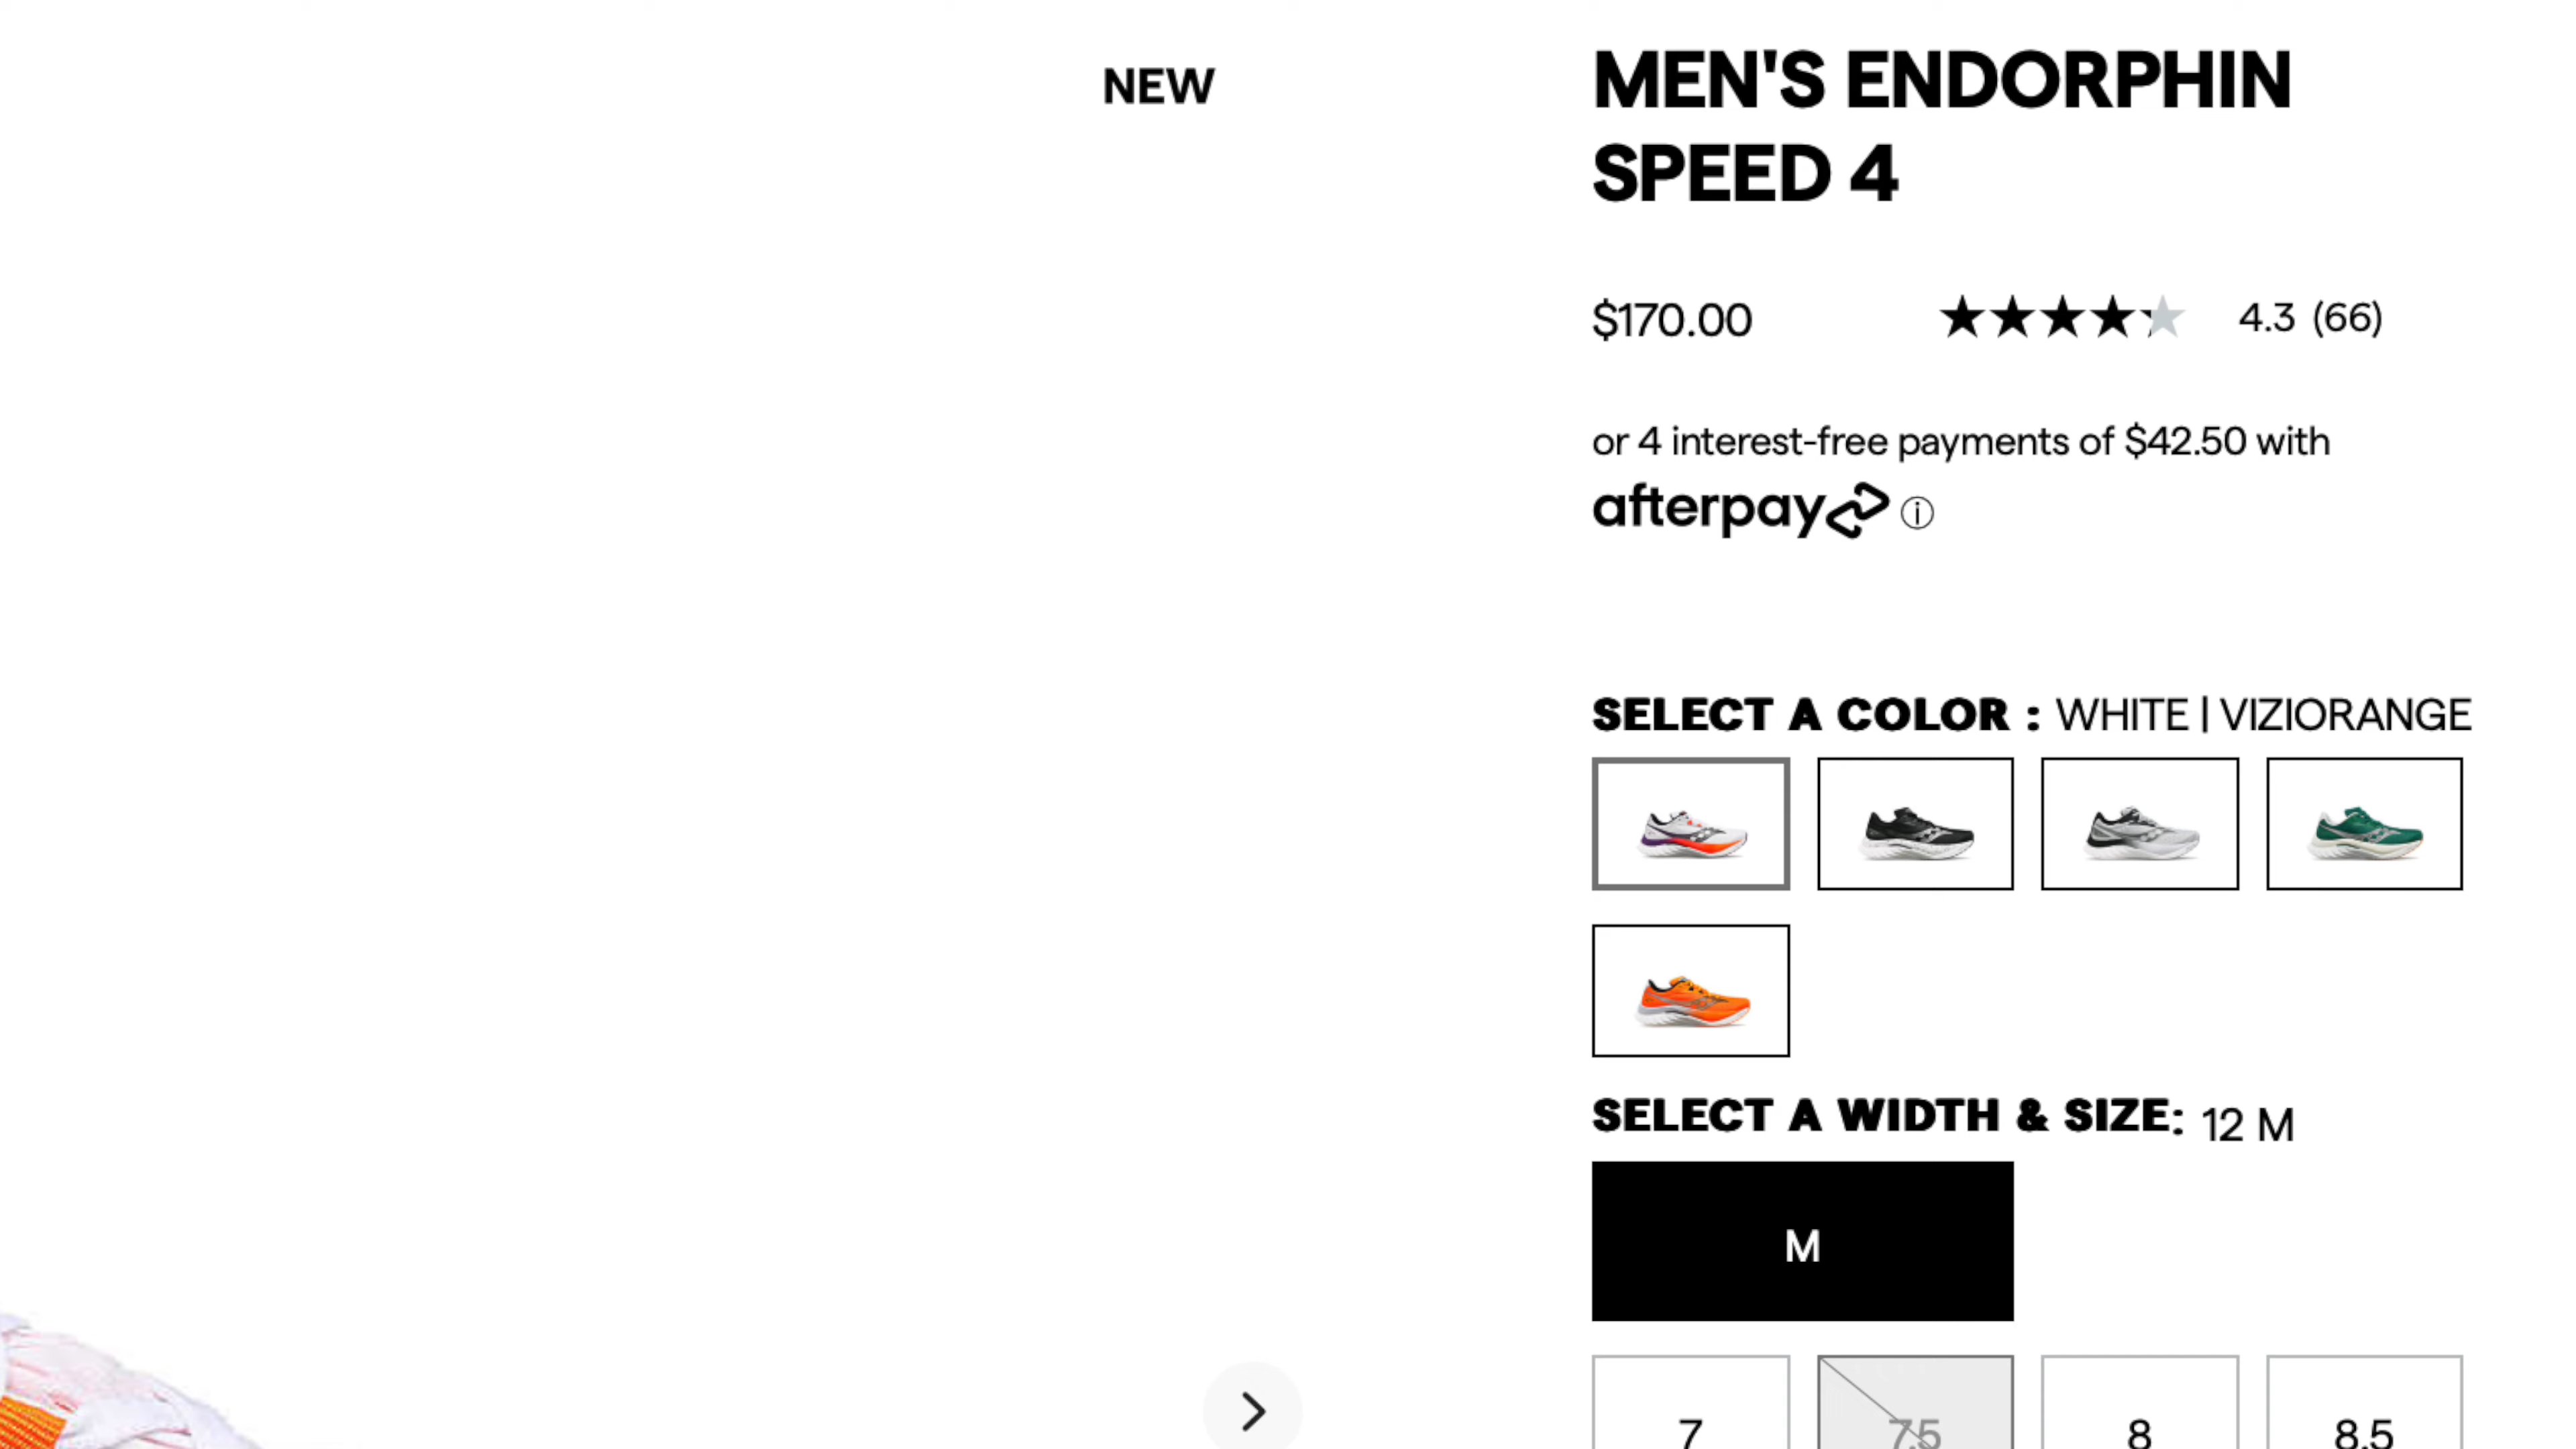 NEW
MEN'S ENDORPHIN
SPEED 4
$170.00 4.3 (66)
or 4 interest-free payments of $42.50 with
afterpay
SELECT A COLOR : WHITE | VIZIORANGE
SELECT A WIDTH & SIZE: 12 M
M
7 7.5 8 8.5